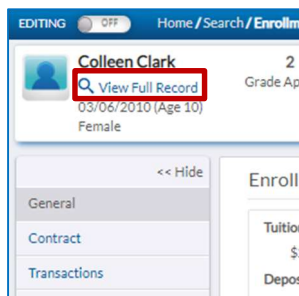 EDITING OFF Home / Search / Enrollm
Colleen Clark 2
View Full Record Grade Ap
03/06/2010 (Age 10)
Female
<< Hide
Enroll
General
Tuitio
Contract
$
Transactions
Depos